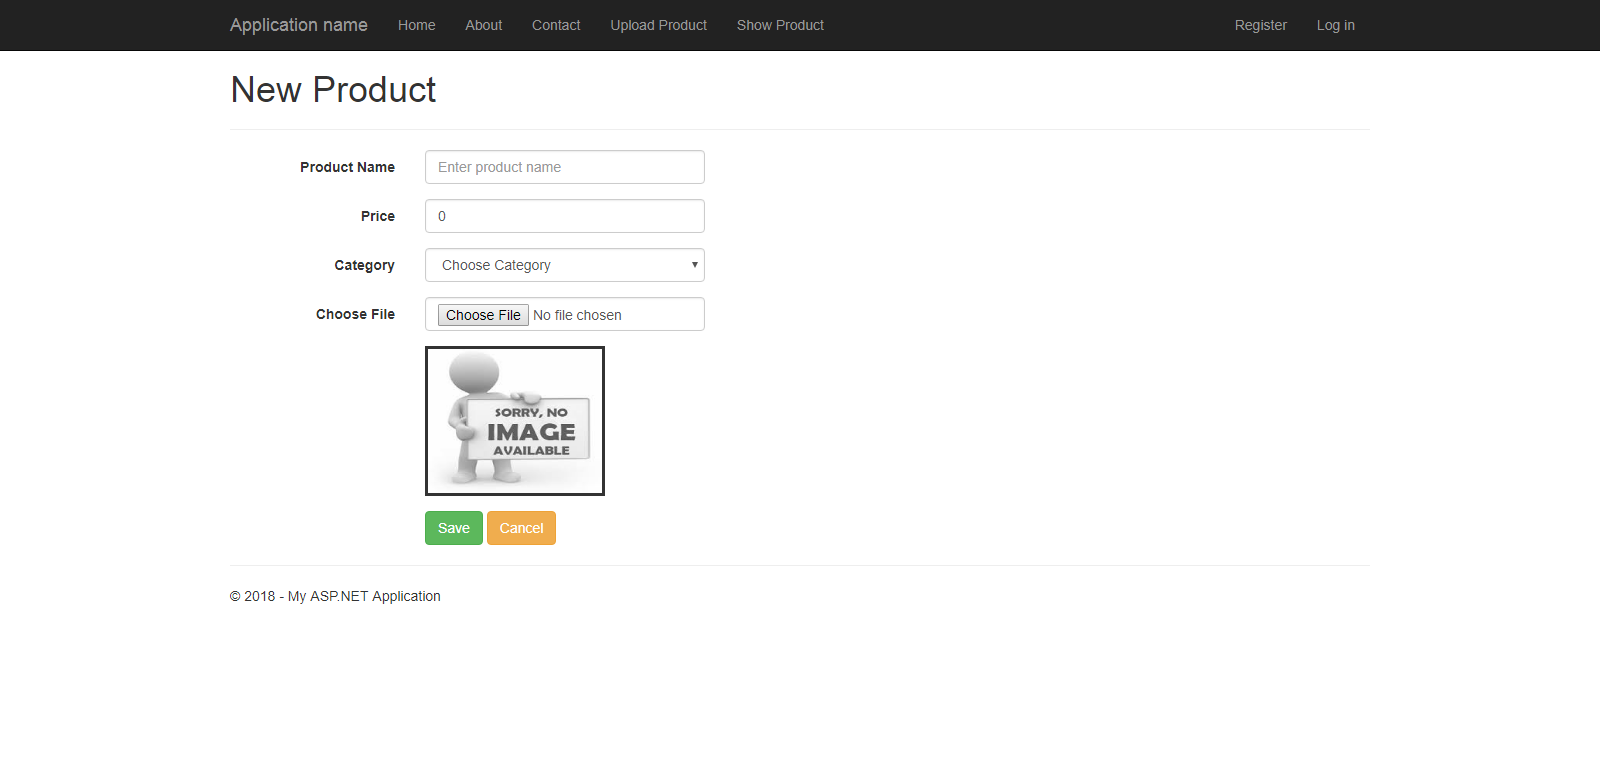 Application name Home About Contact Upload Product Show Product Register Log in
New Product
Product Name Enter product name
Price 0
Category Choose Category
Choose File Choose File No file chosen
SORRY, NO
IMAGE
AVAILABLE
Save Cancel
© 2018 - My ASP.NET Application